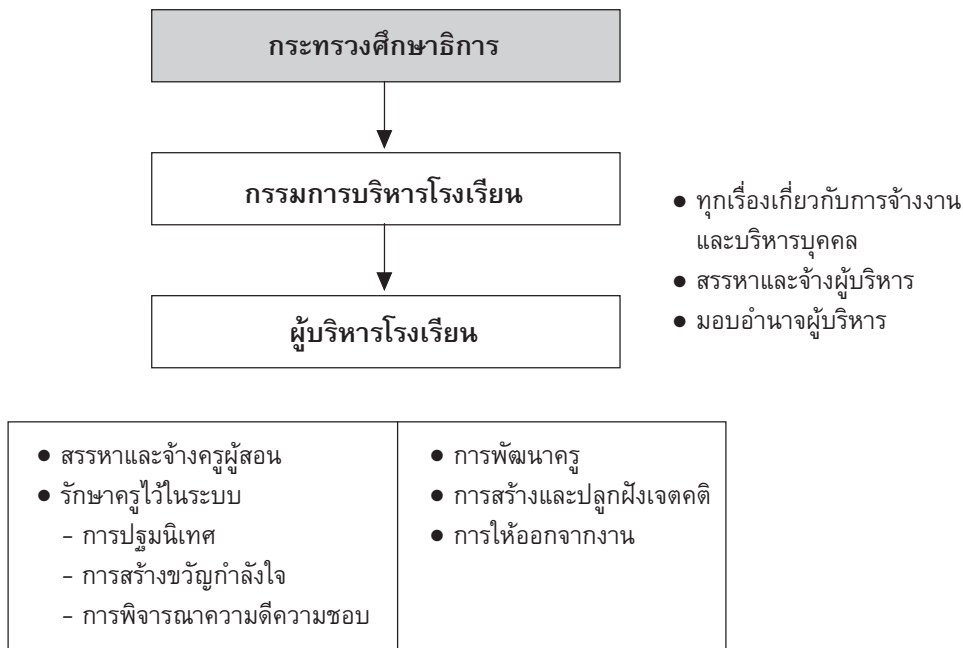 กระทรวงศึกษาธิการ
กรรมการบริหารโรงเรียน
● ทุกเรื่องเกี่ยวกับการจ้างงาน
และบริหารบุคคล
● สรรหาและจ้างผู้บริหาร
● มอบอำนาจผู้บริหาร
ผู้บริหารโรงเรียน
● สรรหาและจ้างครูผู้สอน
● รักษาครูไว้ในระบบ
– การปฐมนิเทศ
– การสร้างขวัญกำลังใจ
– การพิจารณาความดีความชอบ
● การพัฒนาครู
● การสร้างและปลูกฝังเจตคติ
● การให้ออกจากงาน